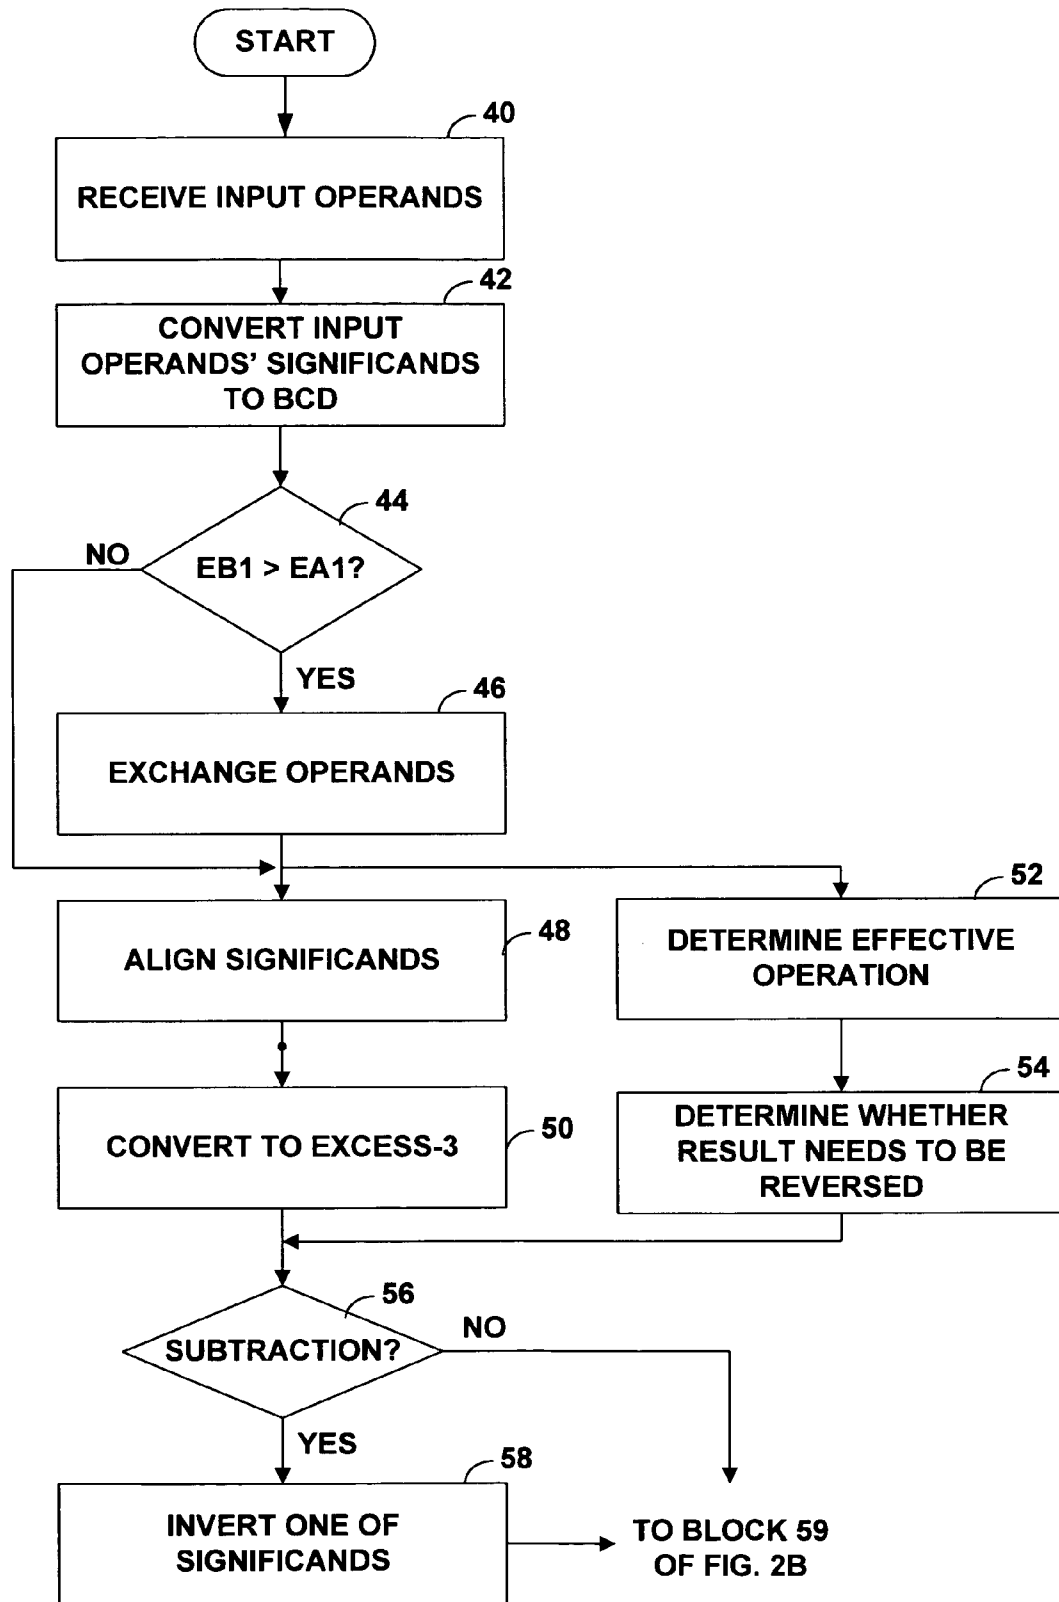 START
40
RECEIVE INPUT OPERANDS
42
CONVERT INPUT
OPERANDS’ SIGNIFICANDS
TO BCD
44
NO
EB1 > EA1?
YES
46
EXCHANGE OPERANDS
48
ALIGN SIGNIFICANDS
52
DETERMINE EFFECTIVE
OPERATION
50
CONVERT TO EXCESS-3
54
DETERMINE WHETHER
RESULT NEEDS TO BE
REVERSED
56
NO
SUBTRACTION?
YES
58
INVERT ONE OF
SIGNIFICANDS
TO BLOCK 59
OF FIG. 2B